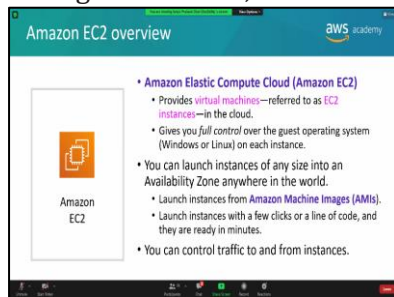 Amazon EC2 overview
aws academy
Amazon
EC2
• Amazon Elastic Compute Cloud (Amazon EC2)
• Provides virtual machines—referred to as EC2
instances—in the cloud.
• Gives you full control over the guest operating system
(Windows or Linux) on each instance.
• You can launch instances of any size into an
Availability Zone anywhere in the world.
• Launch instances from Amazon Machine Images (AMIs).
• Launch instances with a few clicks or a line of code, and
they are ready in minutes.
• You can control traffic to and from instances.